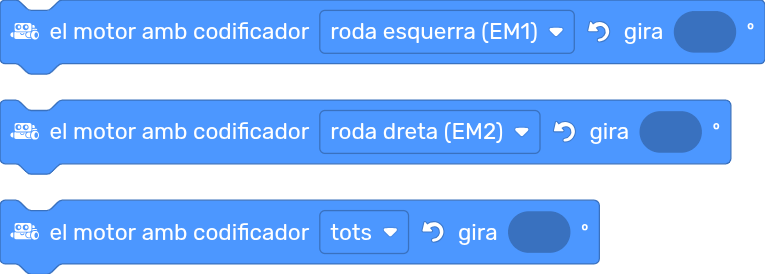 el motor amb codificador roda esquerra (EM1) gira °
el motor amb codificador roda dreta (EM2) gira °
el motor amb codificador tots gira °